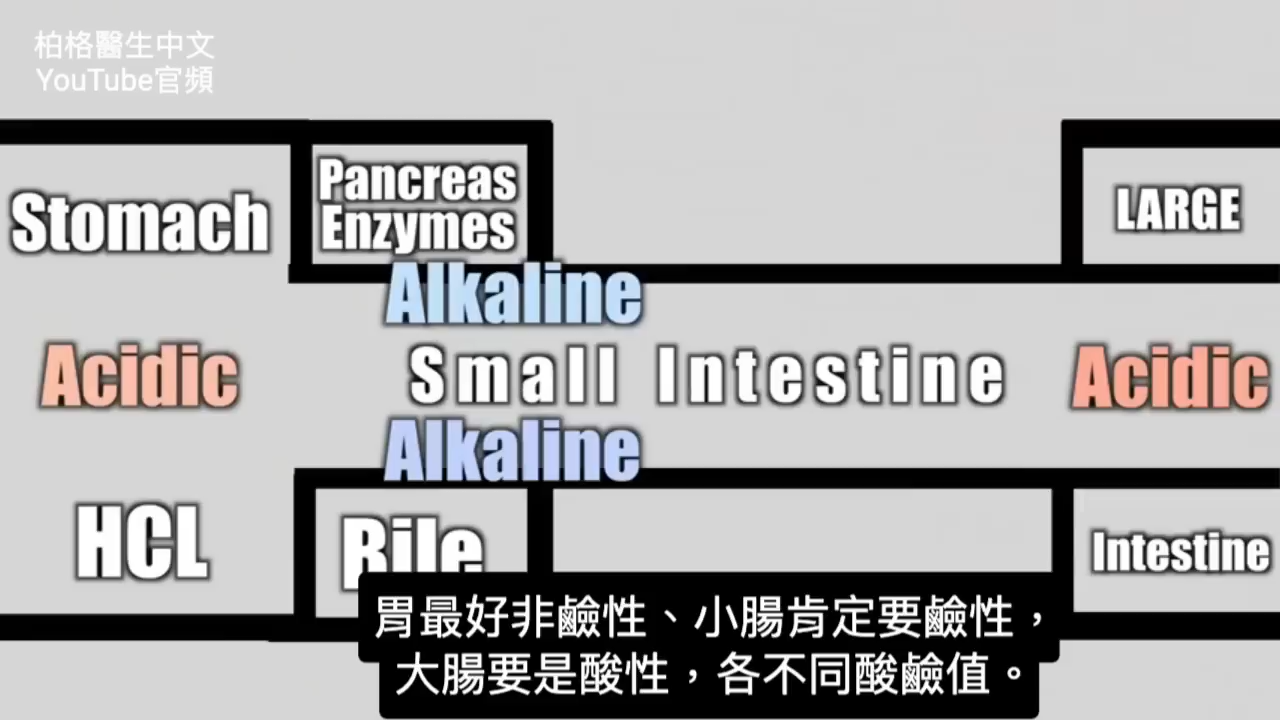 柏格醫生中文
YouTube官頻
Stomach
Pancreas
Enzymes
LARGE
Alkaline
Acidic
Small Intestine
Acidic
Alkaline
HCL
Bile
Intestine
胃最好非鹼性、小腸肯定要鹼性，
大腸要是酸性，各不同酸鹼值。